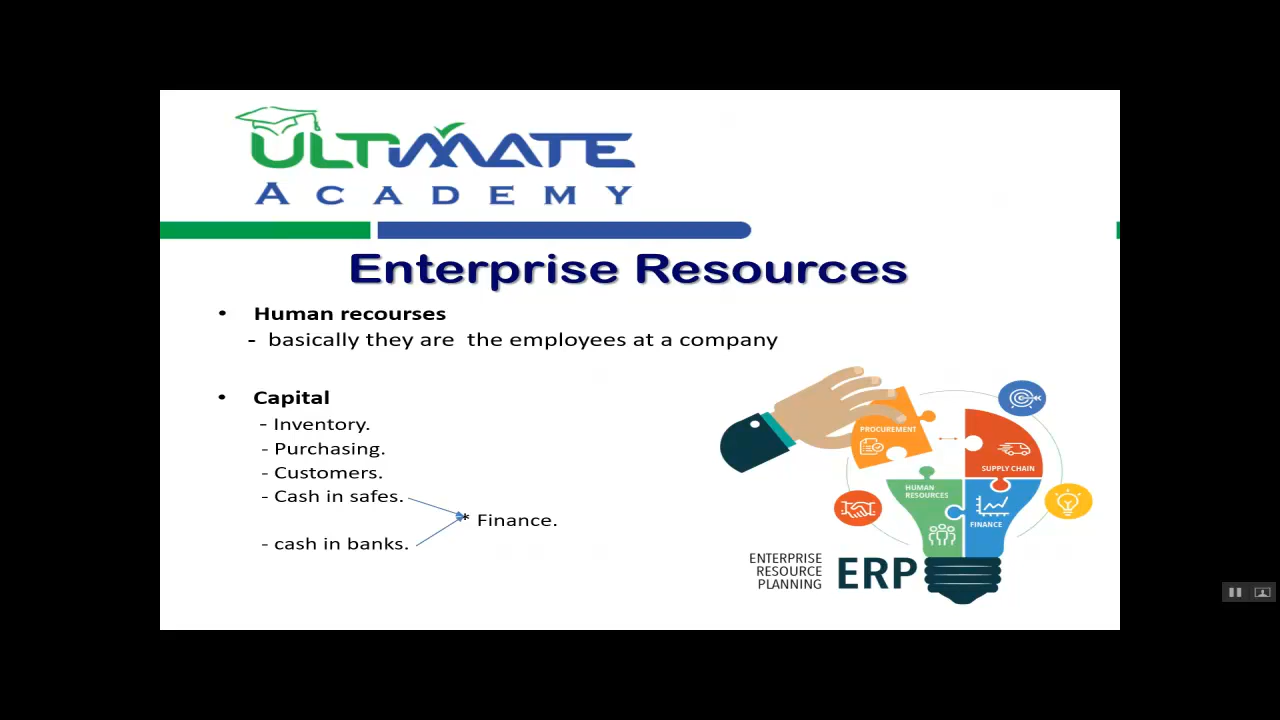 ULTIMATE
ACADEMY
Enterprise Resources
• Human recourses
- basically they are the employees at a company
• Capital
- Inventory.
- Purchasing.
- Customers.
- Cash in safes.
* Finance.
- cash in banks.
PROCUREMENT
SUPPLY CHAIN
HUMAN
RESOURCES
FINANCE
ENTERPRISE
RESOURCE
PLANNING
ERP